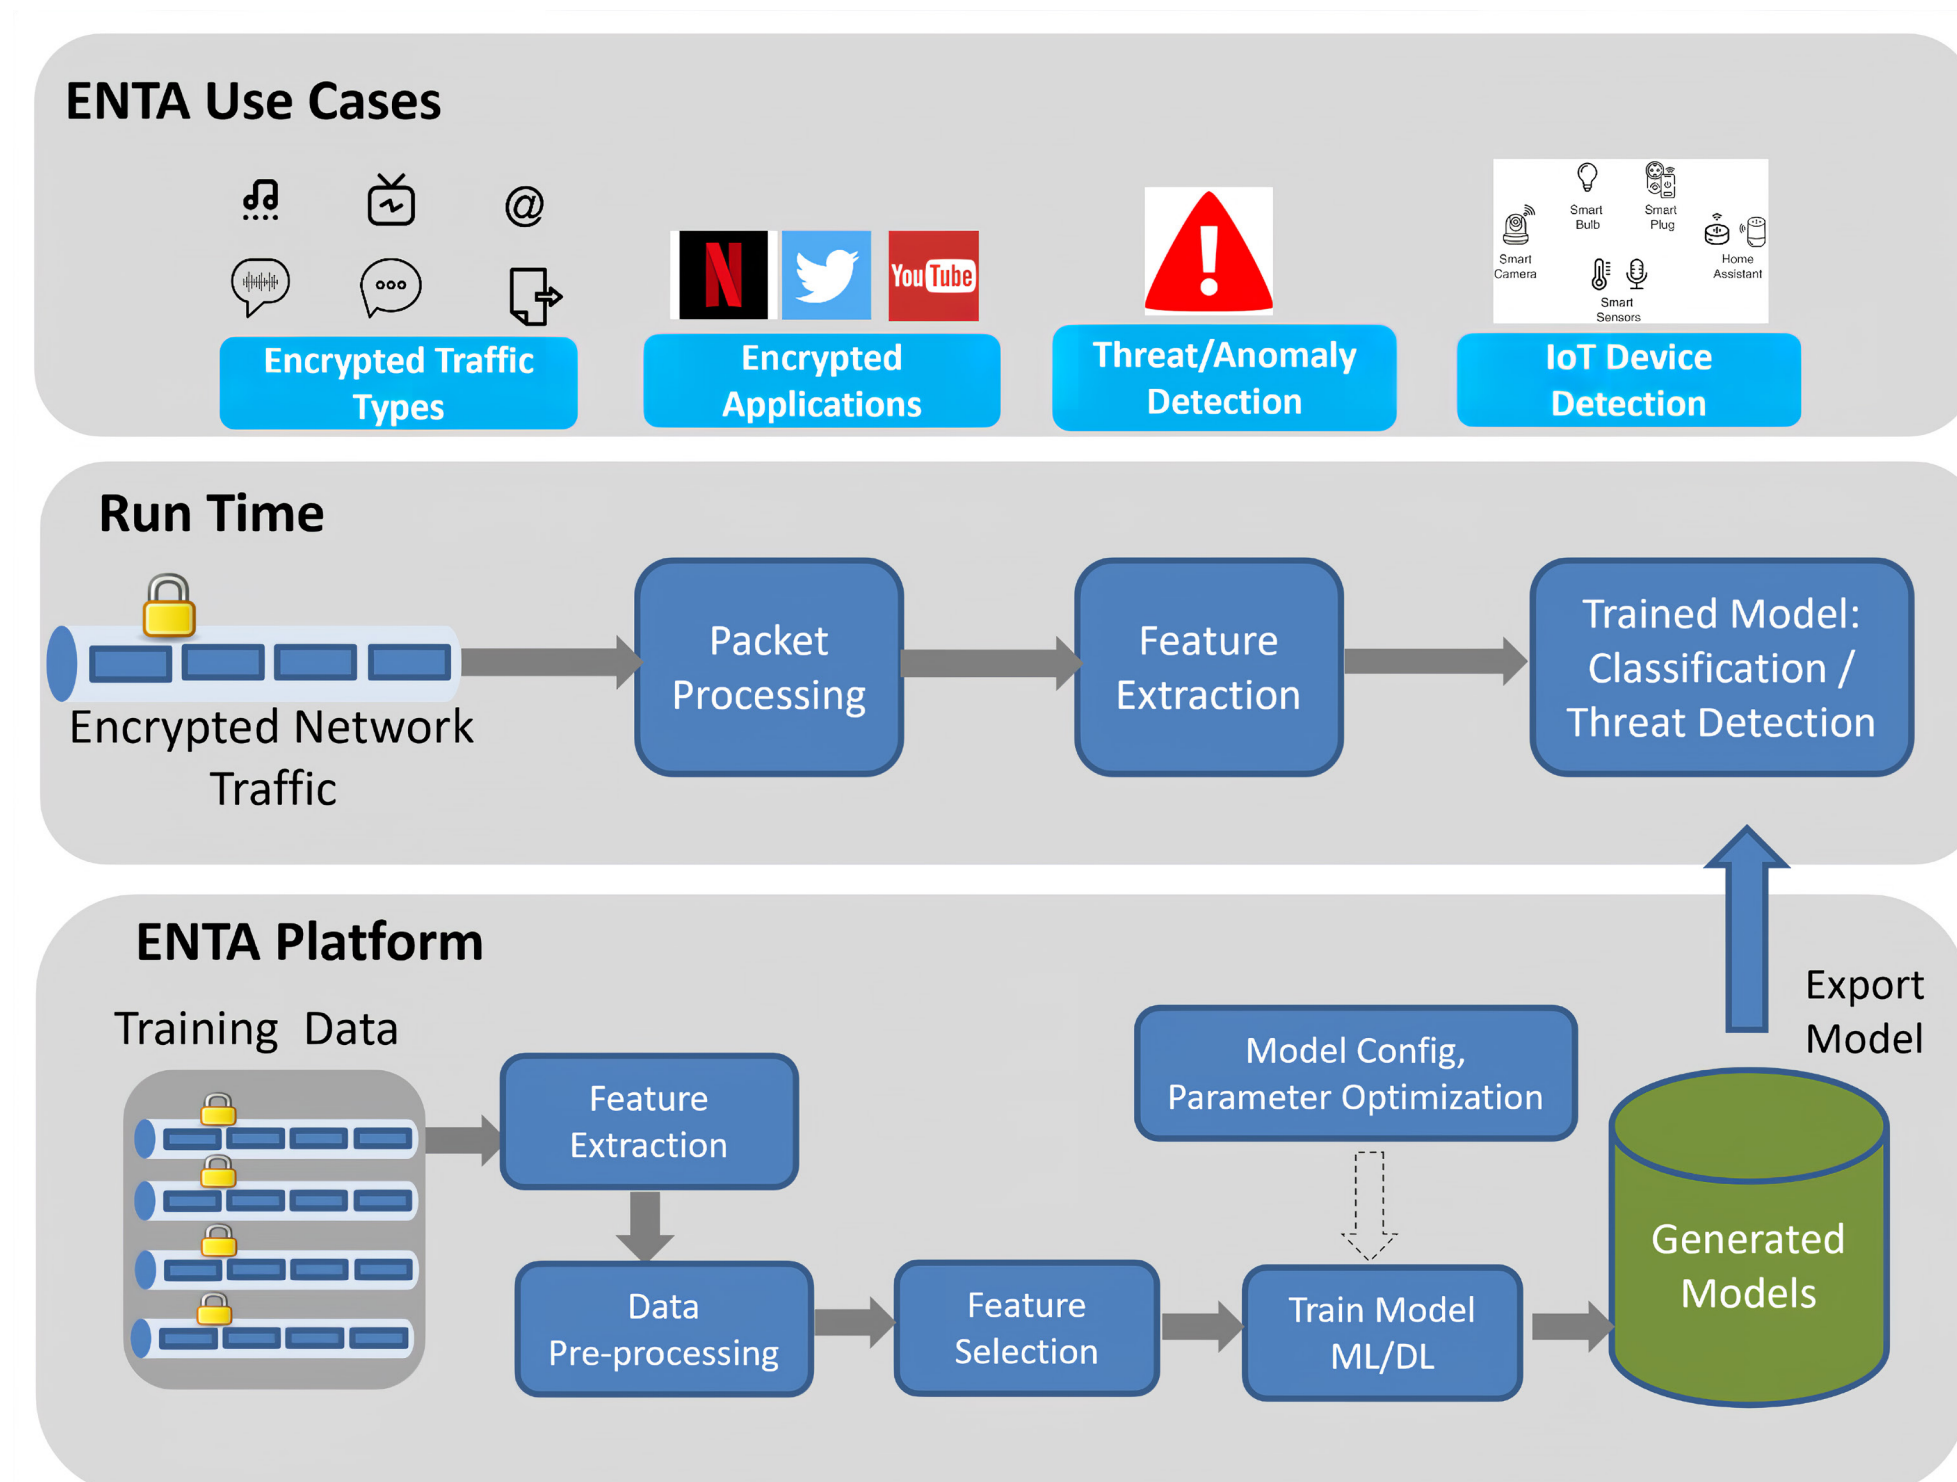 ENTA Use Cases
@
N
YouTube
Smart
Bulb
Smart
Plug
Smart
Camera
Home
Assistant
Smart
Sensors
Encrypted Traffic
Types
Encrypted
Applications
Threat/Anomaly
Detection
IoT Device
Detection
Run Time
Encrypted Network
Traffic
Packet
Processing
Feature
Extraction
Trained Model:
Classification /
Threat Detection
ENTA Platform
Export
Model
Training Data
Feature
Extraction
Model Config,
Parameter Optimization
Data
Pre-processing
Feature
Selection
Train Model
ML/DL
Generated
Models